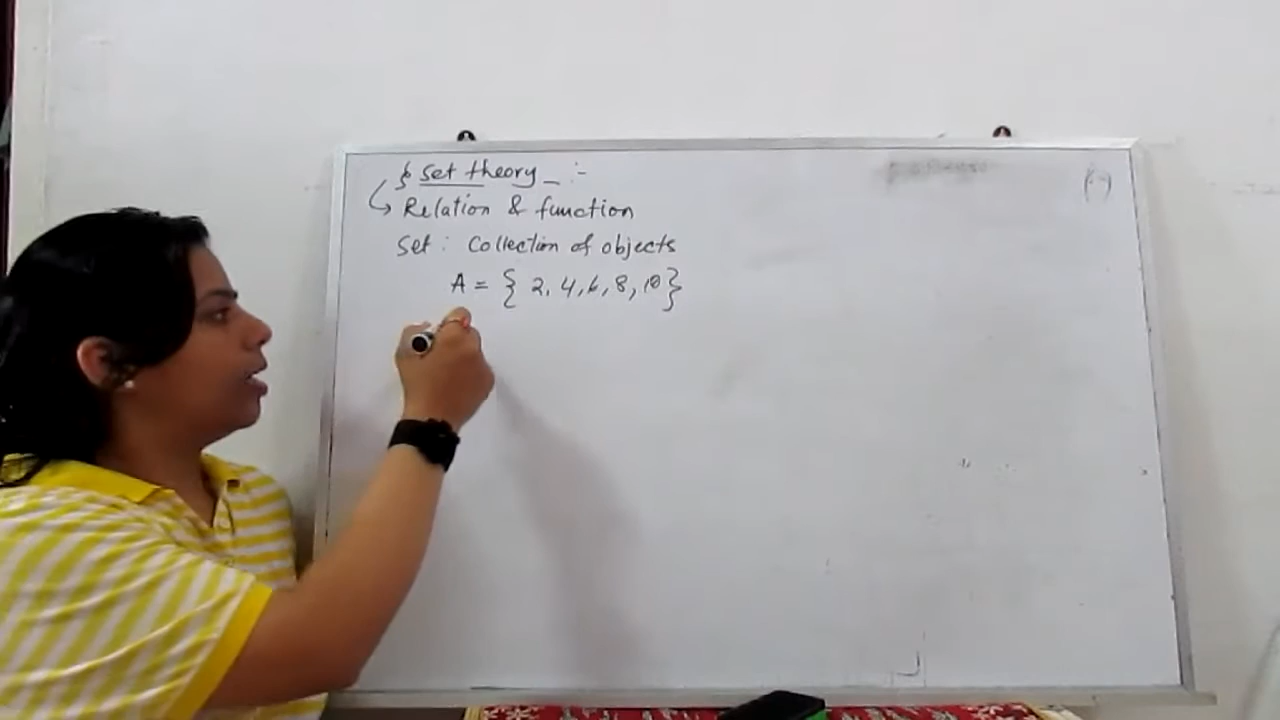 § Set theory :-
↳ Relation & function
Set : Collection of objects
A = { 2, 4, 6, 8, 10 }